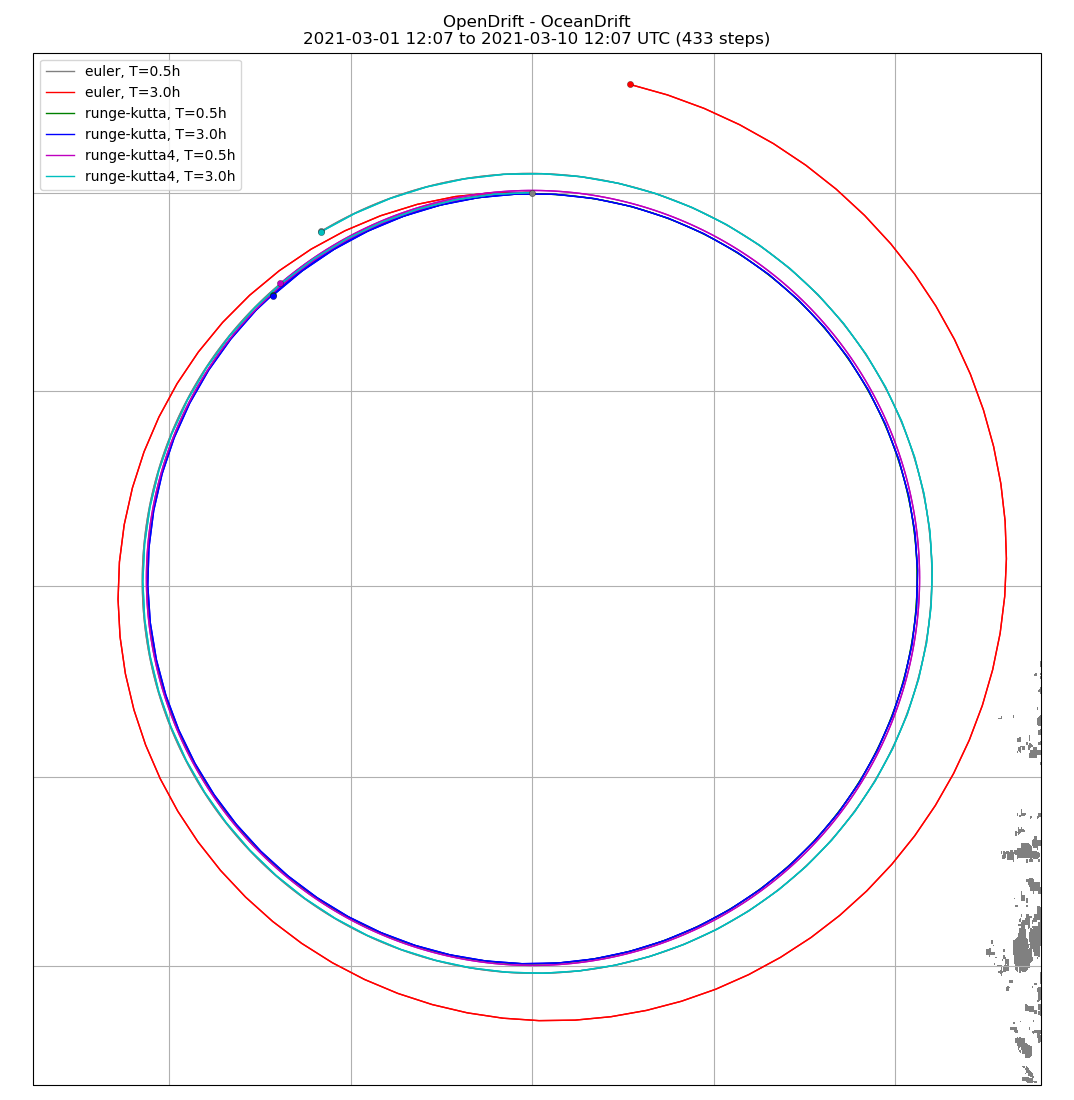 OpenDrift - OceanDrift
2021-03-01 12:07 to 2021-03-10 12:07 UTC (433 steps)
euler, T=0.5h
euler, T=3.0h
runge-kutta, T=0.5h
runge-kutta, T=3.0h
runge-kutta4, T=0.5h
runge-kutta4, T=3.0h